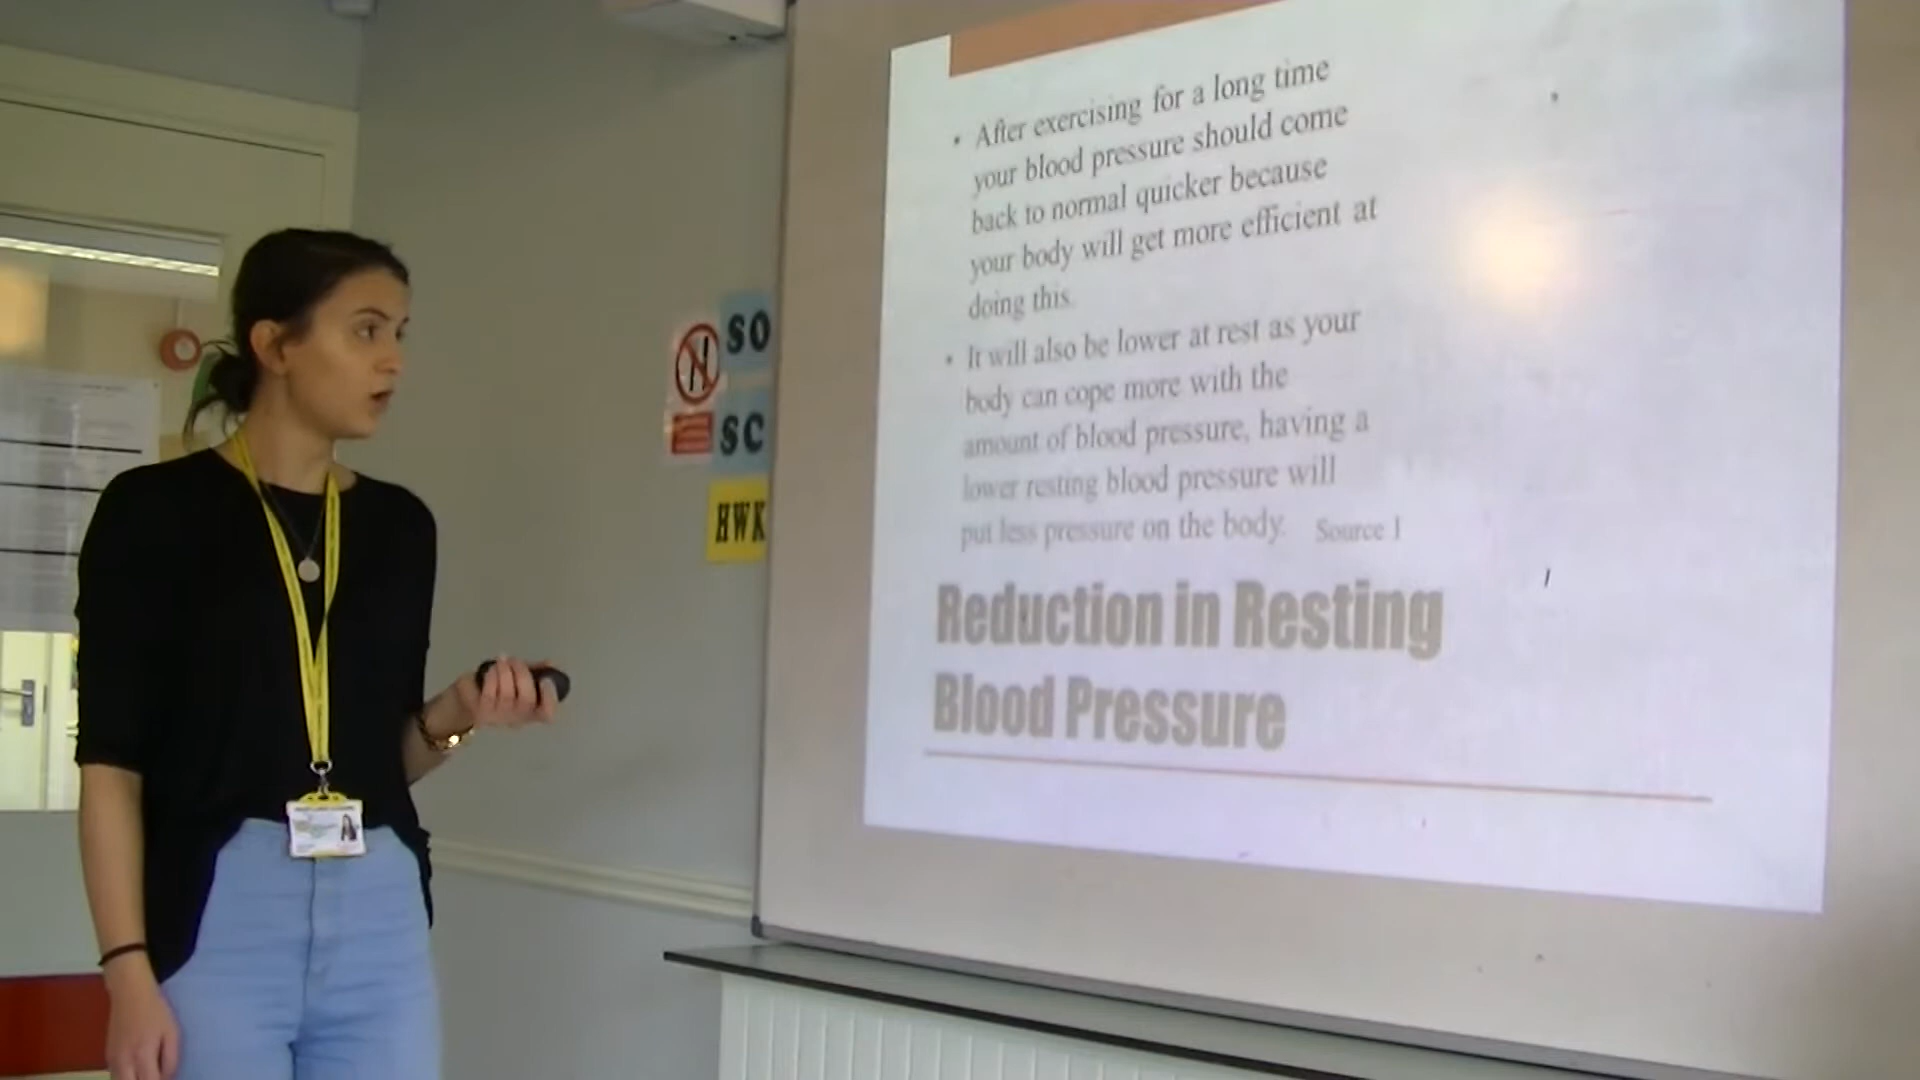 • After exercising for a long time
your blood pressure should come
back to normal quicker because
your body will get more efficient at
doing this.
• It will also be lower at rest as your
body can cope more with the
amount of blood pressure, having a
lower resting blood pressure will
put less pressure on the body. Source 1
Reduction in Resting
Blood Pressure
SO
SC
HWK